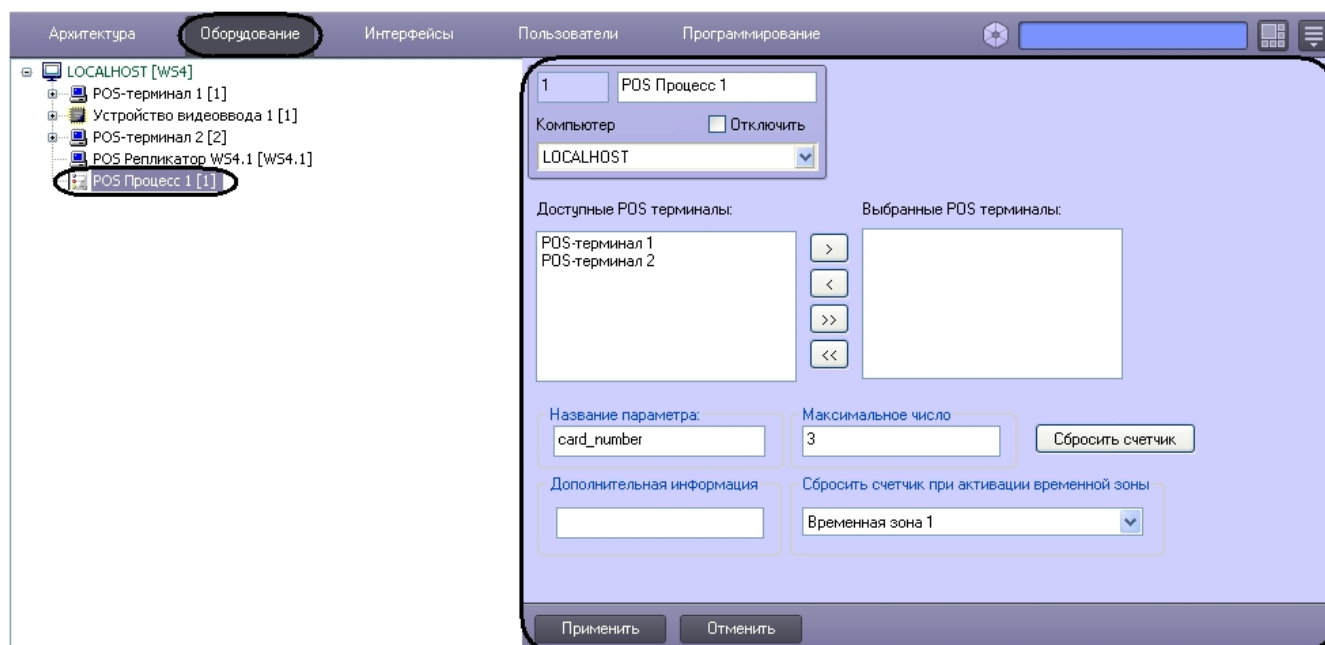 Архитектура Оборудование Интерфейсы Пользователи Программирование
LOCALHOST [WS4]
POS-терминал 1 [1]
Устройство видеоввода 1 [1]
POS-терминал 2 [2]
POS Репликатор WS4.1 [WS4.1]
POS Процесс 1 [1]
1 POS Процесс 1
Компьютер Отключить
LOCALHOST
Доступные POS терминалы: Выбранные POS терминалы:
POS-терминал 1
POS-терминал 2
>
<
>>
<<
Название параметра: Максимальное число
card_number 3 Сбросить счетчик
Дополнительная информация Сбросить счетчик при активации временной зоны
Временная зона 1
Применить Отменить